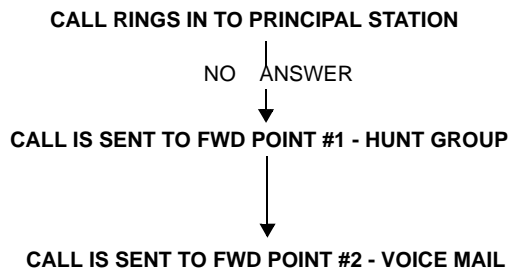 CALL RINGS IN TO PRINCIPAL STATION
NO ANSWER
CALL IS SENT TO FWD POINT #1 - HUNT GROUP
CALL IS SENT TO FWD POINT #2 - VOICE MAIL